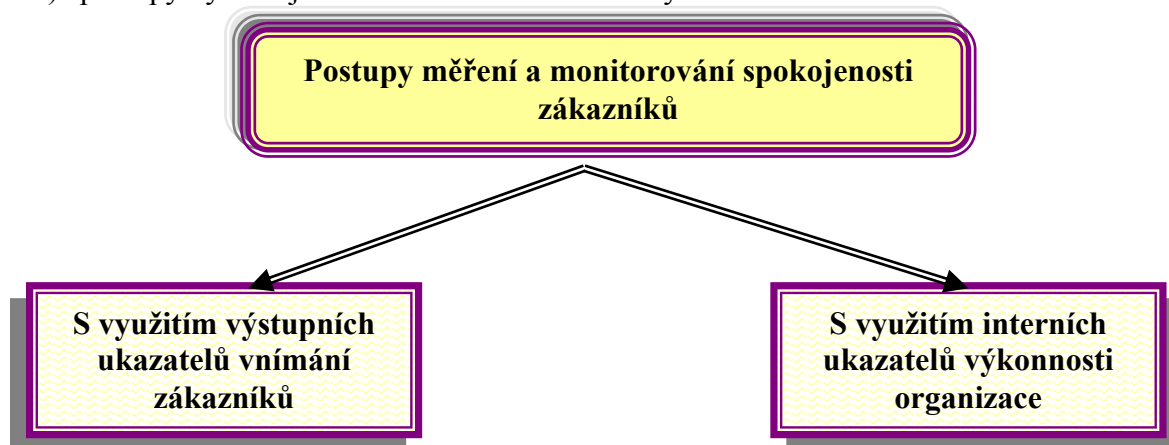 Postupy měření a monitorování spokojenosti
zákazníků
S využitím výstupních
ukazatelů vnímání
zákazníků
S využitím interních
ukazatelů výkonnosti
organizace